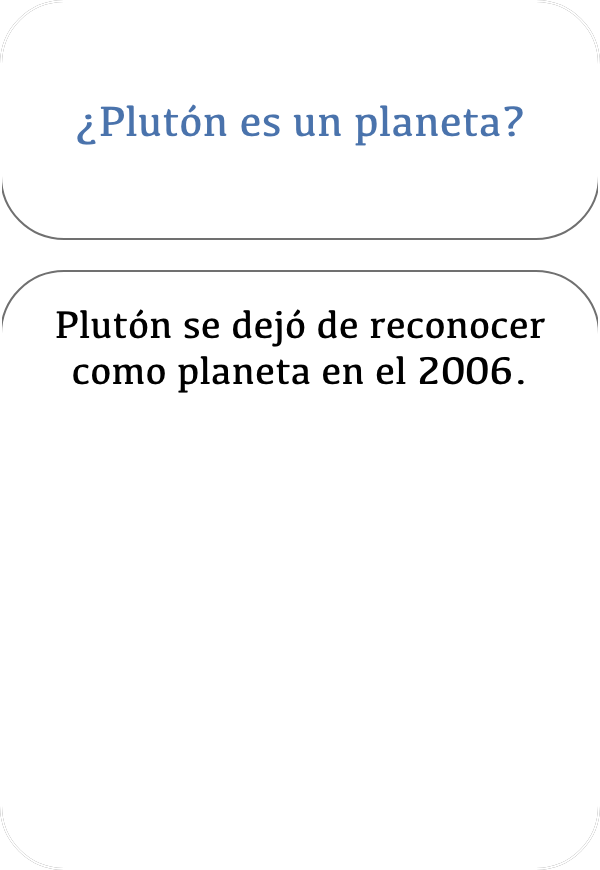 ¿Plutón es un planeta?
Plutón se dejó de reconocer
como planeta en el 2006.